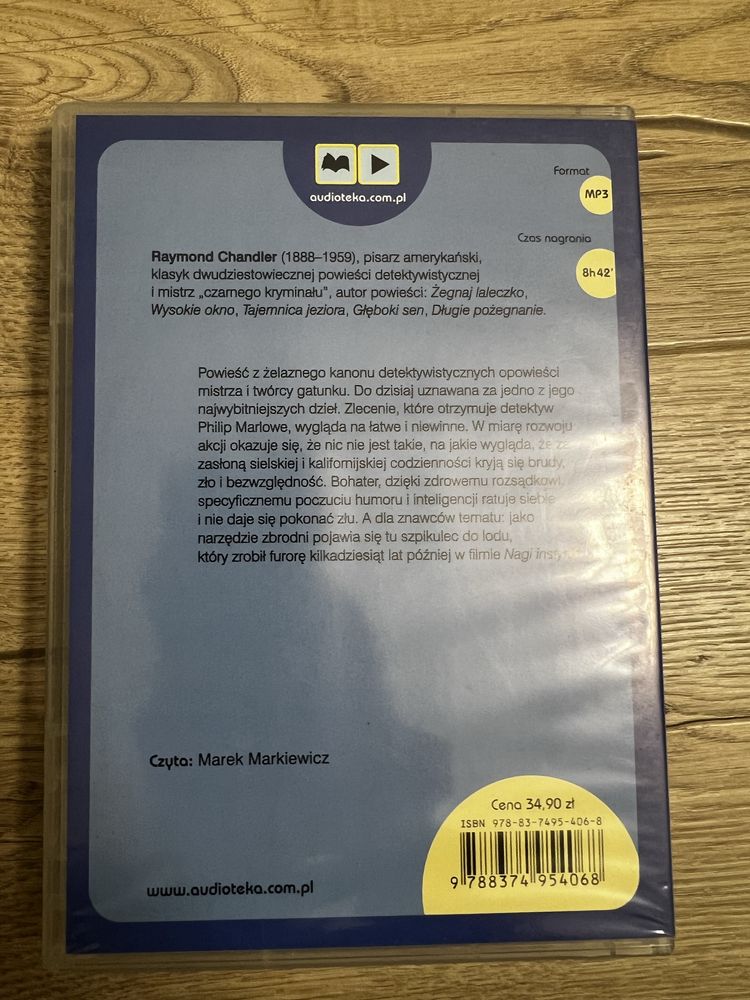 audioteka.com.pl
Format
MP3
Czas nagrania
8h42'
Raymond Chandler (1888–1959), pisarz amerykański,
klasyk dwudziestowiecznej powieści detektywistycznej
i mistrz „czarnego kryminału", autor powieści: Żegnaj laleczko,
Wysokie okno, Tajemnica jeziora, Głęboki sen, Długie pożegnanie.
Powieść z żelaznego kanonu detektywistycznych opowieści
mistrza i twórcy gatunku. Do dzisiaj uznawana za jedno z jego
najwybitniejszych dzieł. Zlecenie, które otrzymuje detektyw
Philip Marlowe, wygląda na łatwe i niewinne. W miarę rozwoju
akcji okazuje się, że nic nie jest takie, na jakie wygląda, że za
zasłoną sielskiej i kalifornijskiej codzienności kryją się brudy,
zło i bezwzględność. Bohater, dzięki zdrowemu rozsądkowi,
specyficznemu poczuciu humoru i inteligencji ratuje siebie
i nie daje się pokonać złu. A dla znawców tematu: jako
narzędzie zbrodni pojawia się tu szpikulec do lodu,
który zrobił furorę kilkadziesiąt lat później w filmie Nagi
Czyta: Marek Markiewicz
Cena 34,90 zł
ISBN 978-83-7495-406-8
9 788374 954068
www.audioteka.com.pl